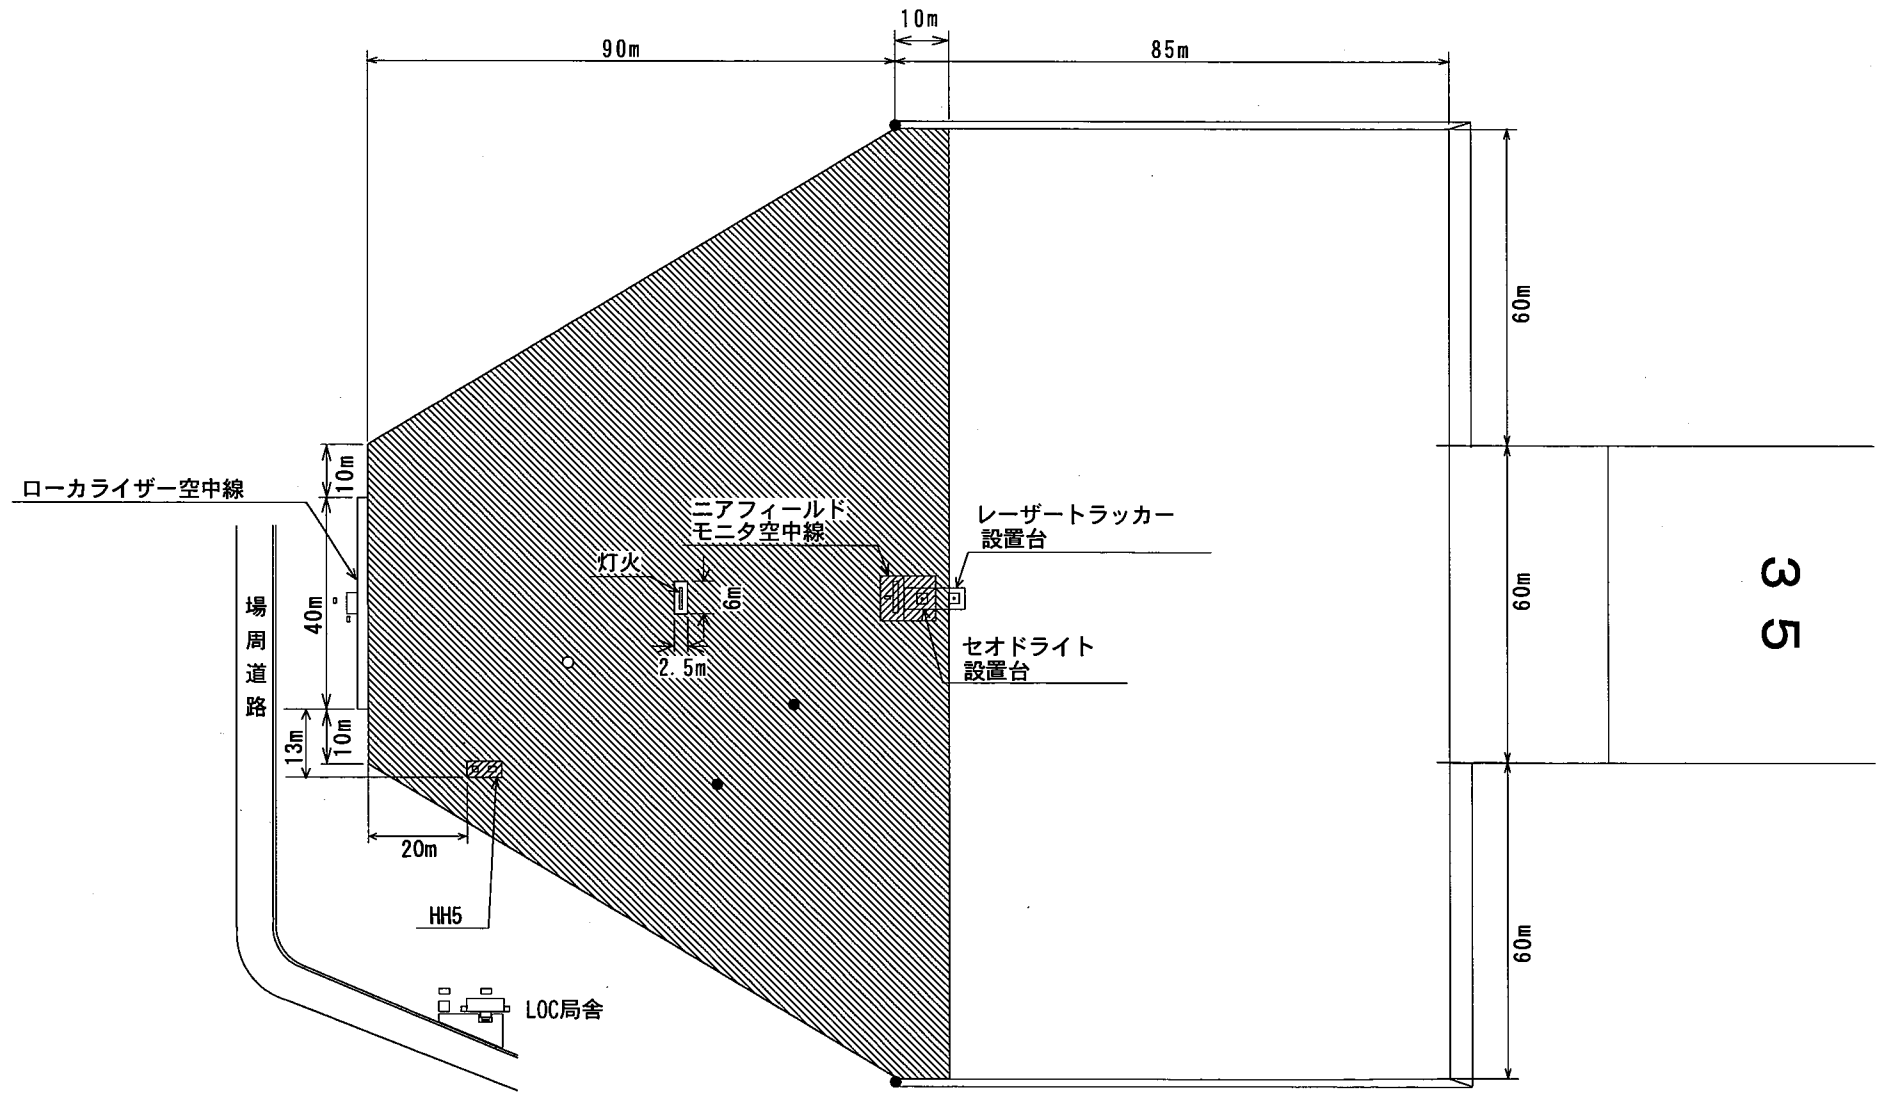 10m
90m
85m
60m
10m
ローカライザー空中線
ニアフィールド
モニタ空中線
レーザートラッカー
設置台
灯火
6m
40m
60m
35
場周道路
2.5m
セオドライト
設置台
13m
10m
20m
HH5
60m
LOC局舎